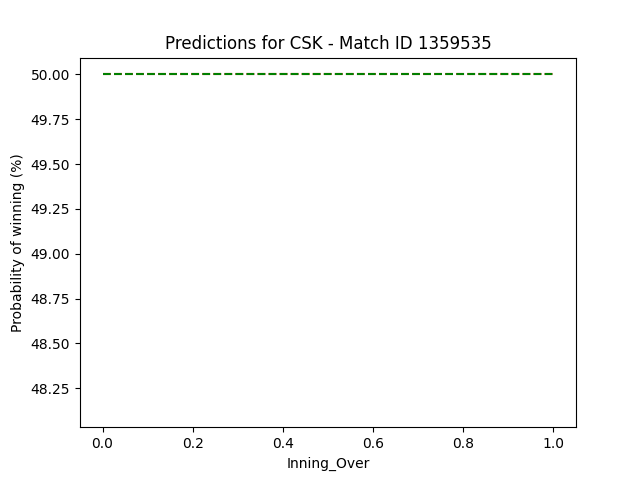 Predictions for CSK - Match ID 1359535
Probability of winning (%)
50.00
49.75
49.50
49.25
49.00
48.75
48.50
48.25
0.0 0.2 0.4 0.6 0.8 1.0
Inning_Over